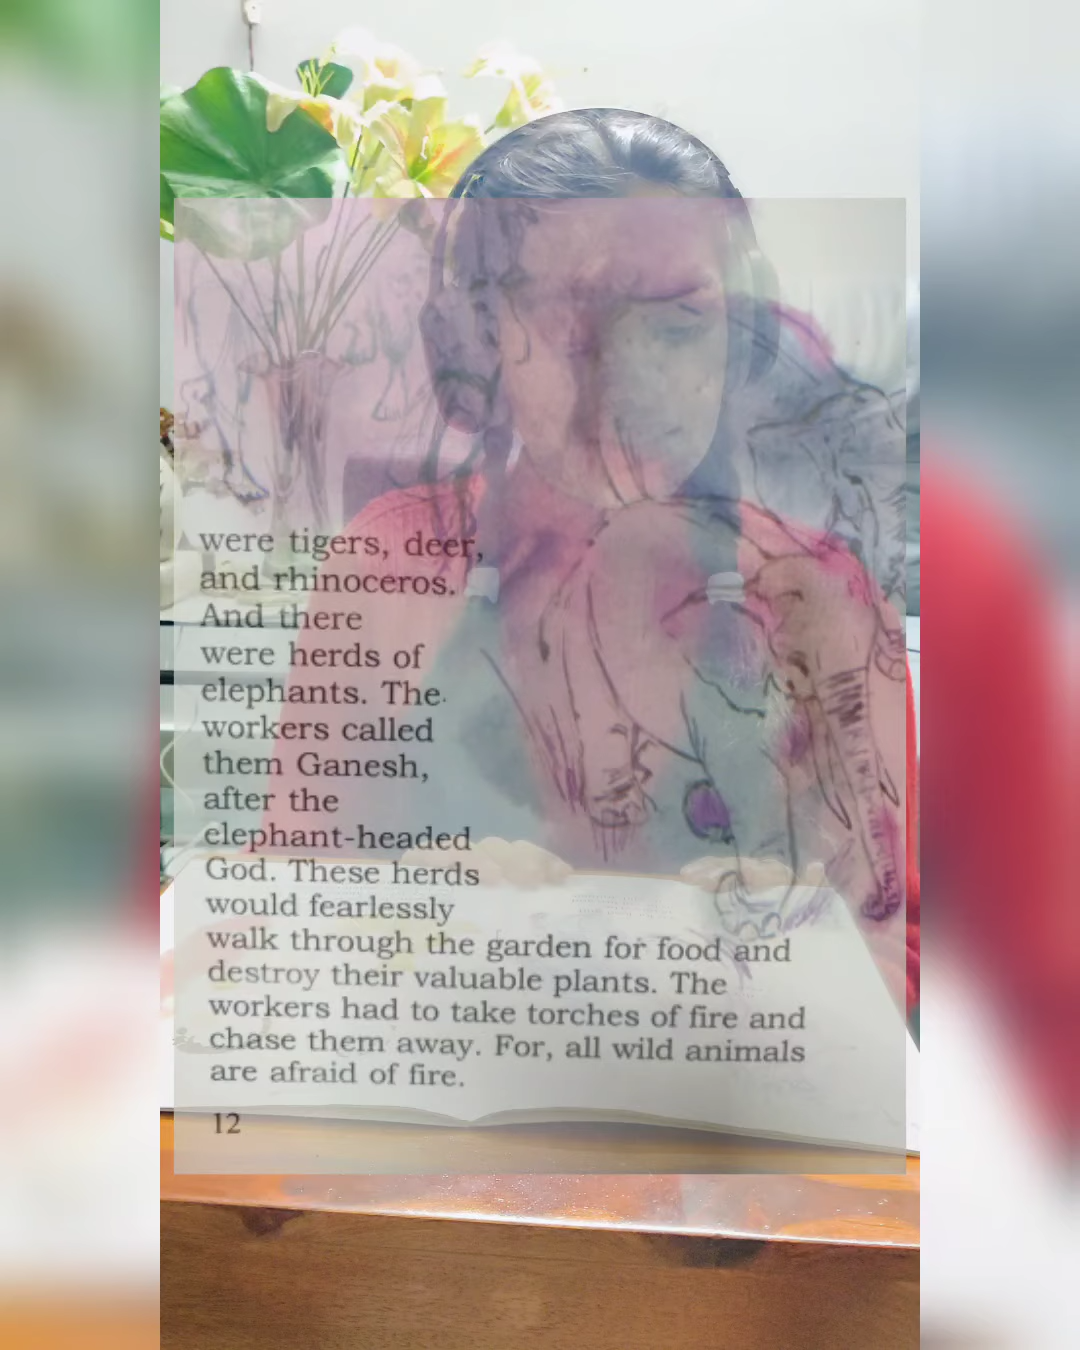 were tigers, deer,
and rhinoceros.
And there
were herds of
elephants. The
workers called
them Ganesh,
after the
elephant-headed
God. These herds
would fearlessly
walk through the garden for food and
destroy their valuable plants. The
workers had to take torches of fire and
chase them away. For, all wild animals
are afraid of fire.
12